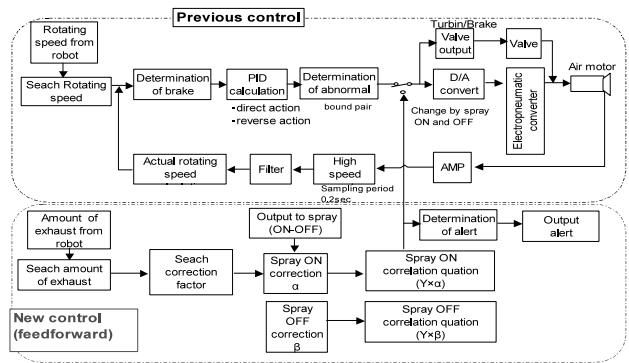 Previous control
Rotating
speed from
robot
Seach Rotating
speed
Determination
of brake
PID
calculation
-direct action
-reverse action
Determination
of abnormal
bound pair
Turbin/Brake
Valve
output
Valve
D/A
convert
Change by spray
ON and OFF
Electropneumatic
converter
Air motor
Actual rotating
speed
Filter
High
speed
Sampling period
0.2sec
AMP
Amount of
exhaust from
robot
Seach amount
of exhaust
Seach
correction
factor
Output to spray
(ON-OFF)
Spray ON
correction
α
Spray ON
correlation quation
(Y×α)
Determination
of alert
Output
alert
Spray
OFF
correction
β
Spray OFF
correlation quation
(Y×β)
New control
(feedforward)